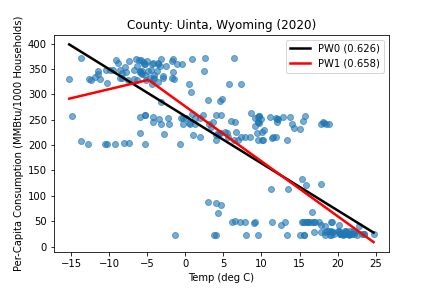 County: Uinta, Wyoming (2020)
PW0 (0.626)
PW1 (0.658)
Per-Capita Consumption (MMBtu/1000 Households)
400
350
300
250
200
150
100
50
0
−15 −10 −5 0 5 10 15 20 25
Temp (deg C)